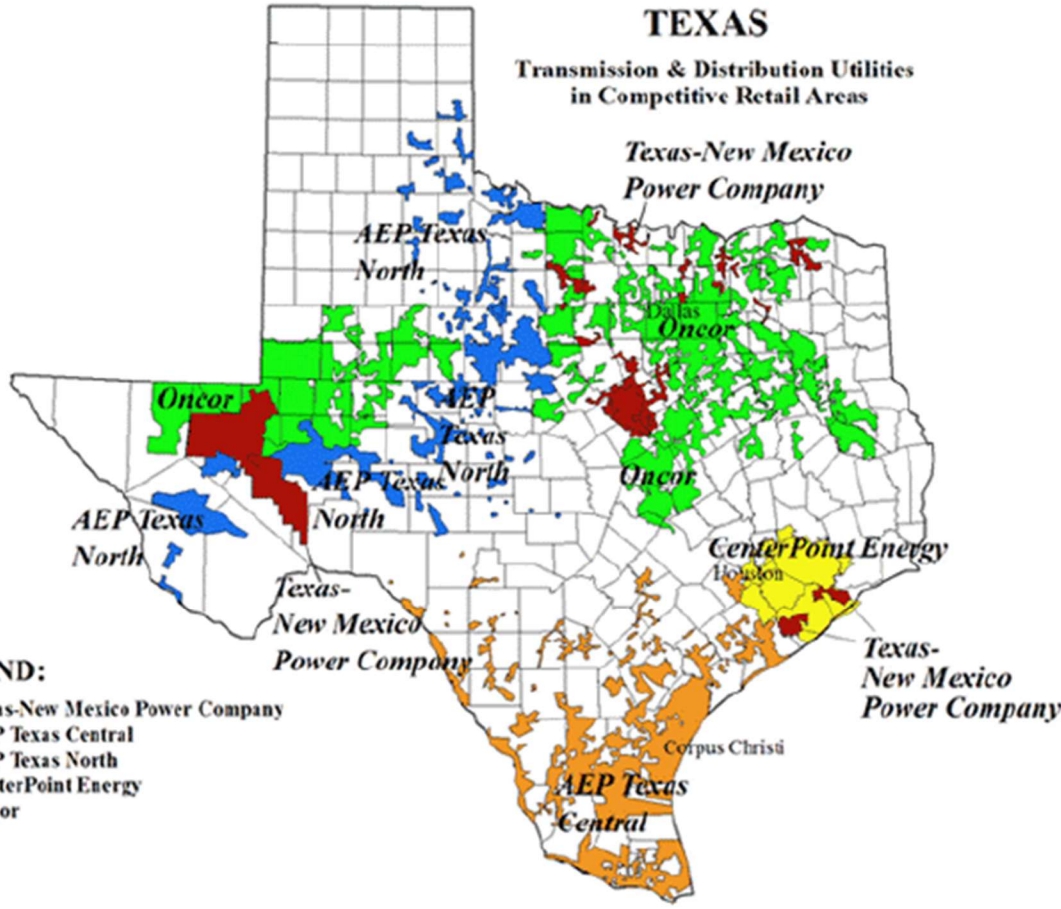 TEXAS
Transmission & Distribution Utilities
in Competitive Retail Areas
Texas-New Mexico
Power Company
AEP Texas
North
Dallas
Oncor
Oncor
AEP
Texas
North
AEP Texas
North
Oncor
AEP Texas
North
CenterPoint Energy
Houston
Texas-
New Mexico
Power Company
Texas-
New Mexico
Power Company
ND:
as-New Mexico Power Company
P Texas Central
P Texas North
terPoint Energy
or
Corpus Christi
AEP Texas
Central